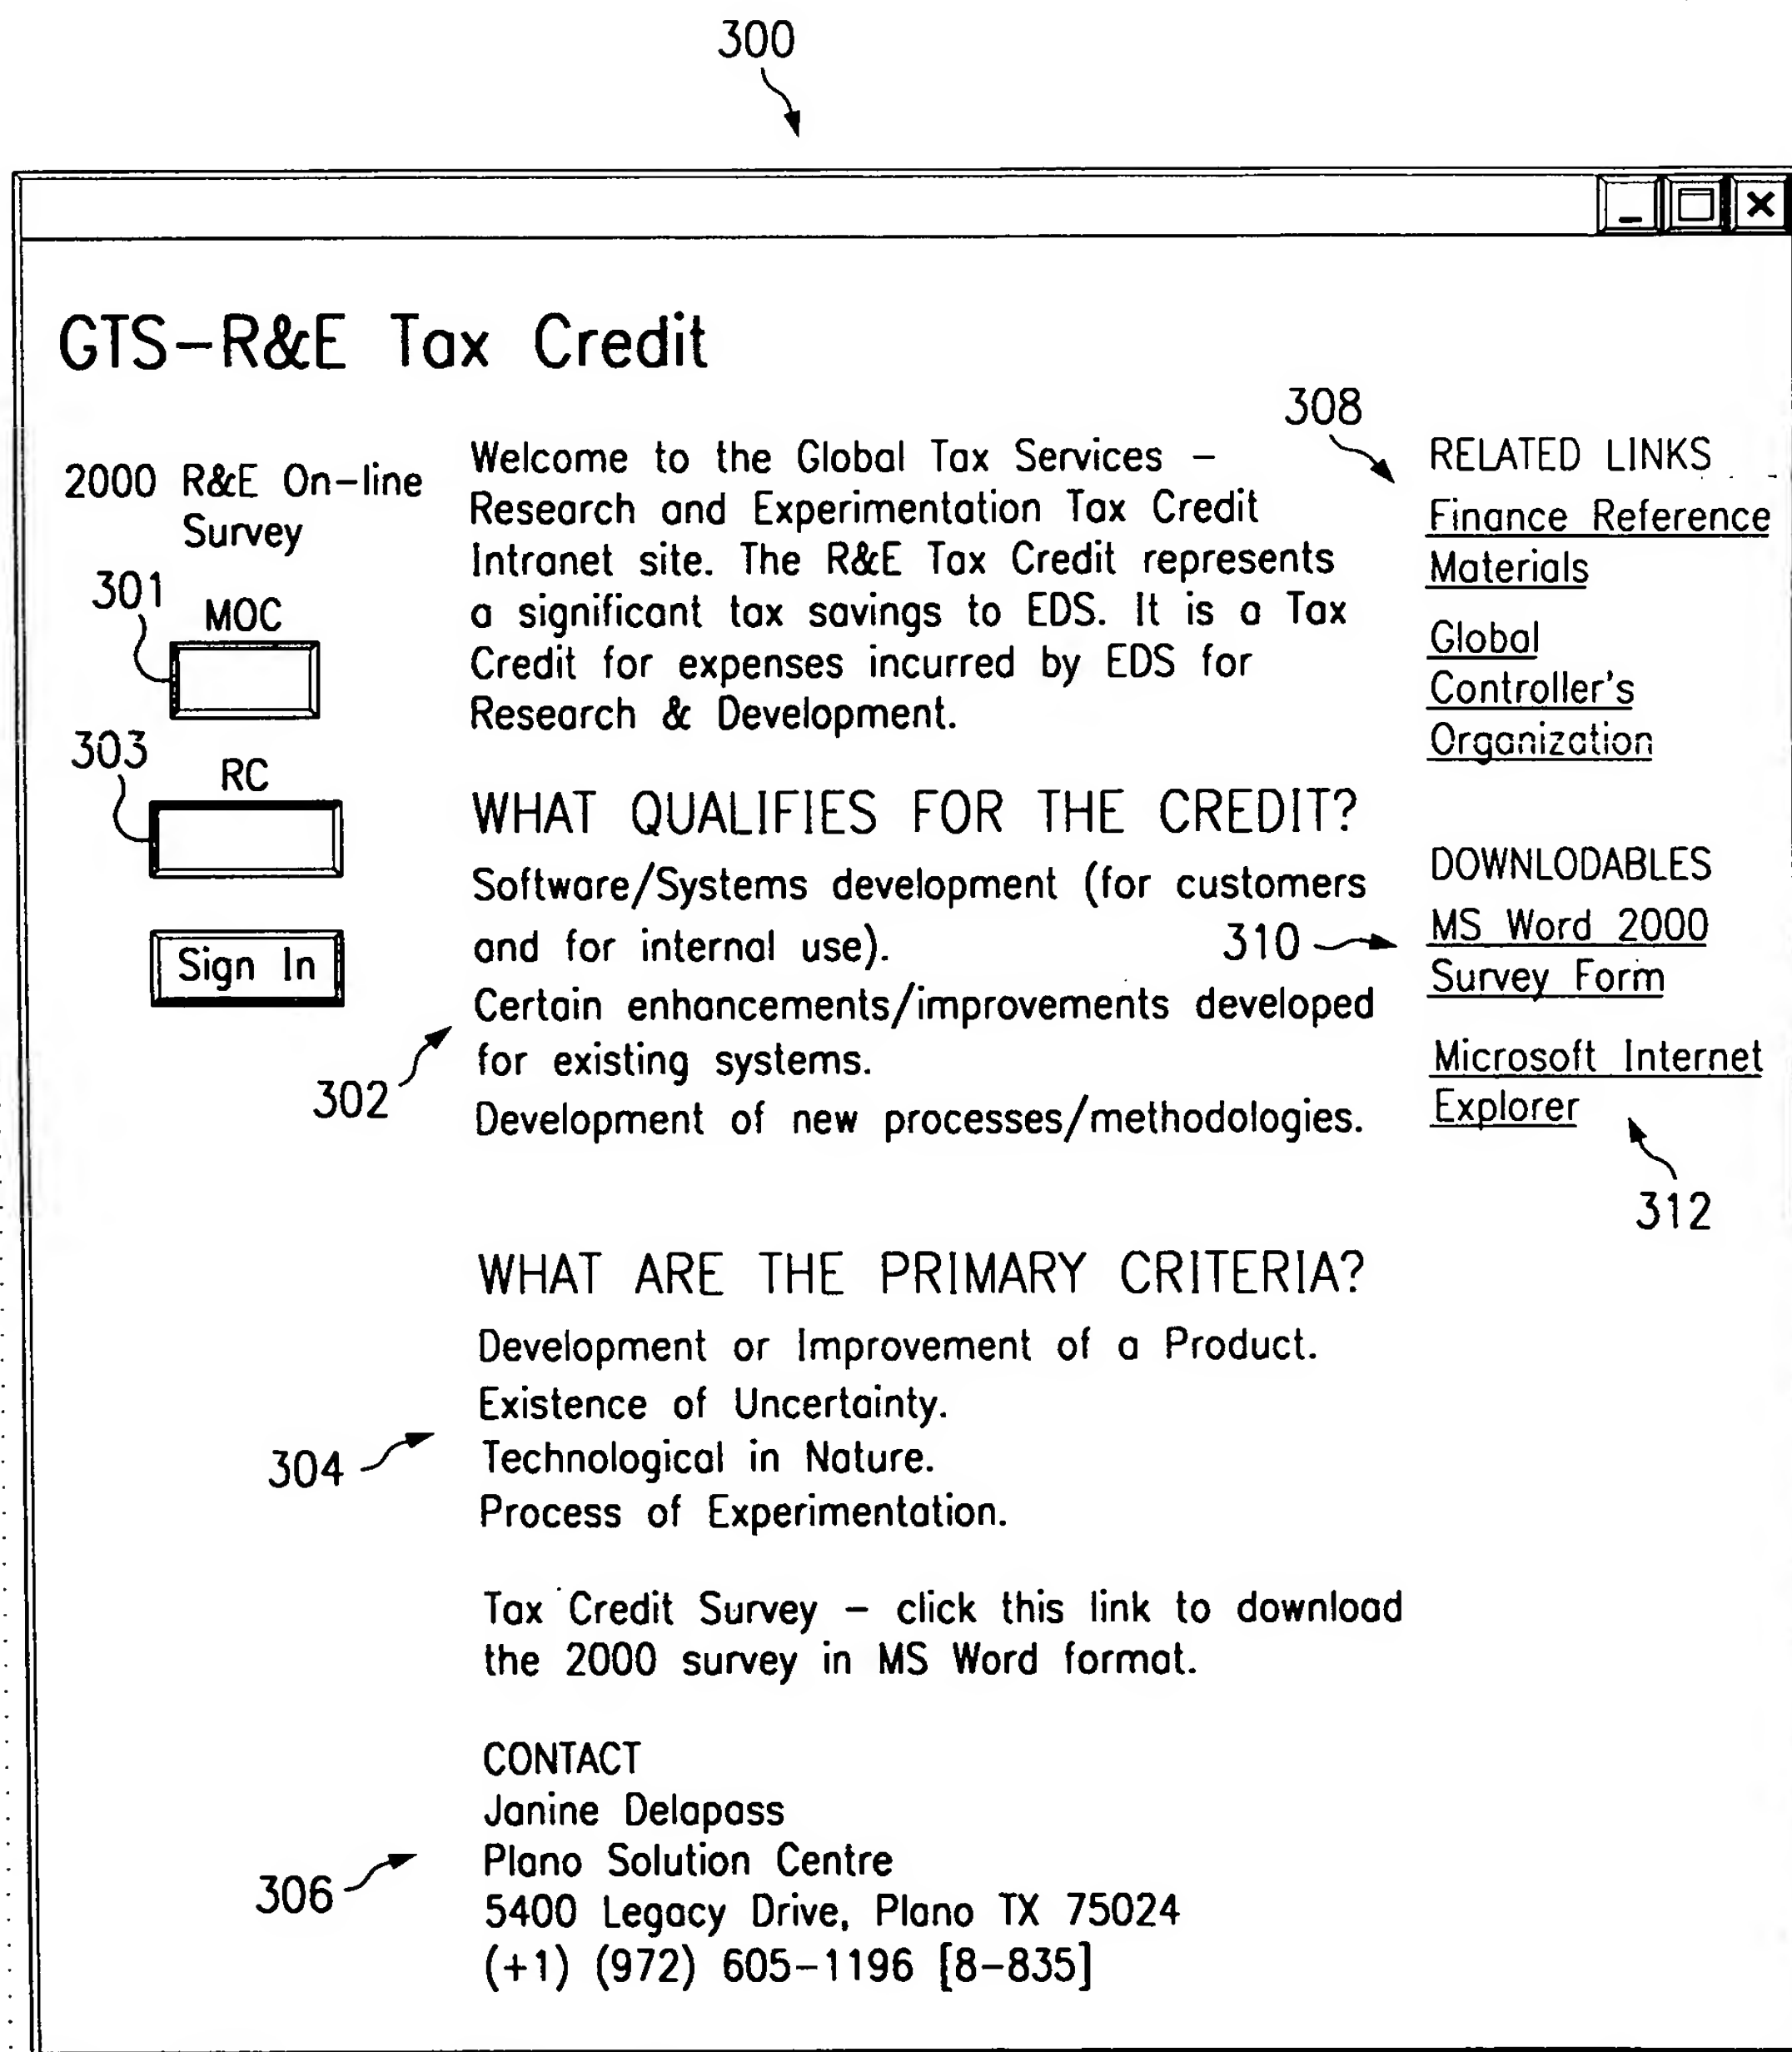 300
GTS-R&E Tax Credit
2000 R&E On-line
Survey
301
MOC
303
RC
Sign In
Welcome to the Global Tax Services –
Research and Experimentation Tax Credit
Intranet site. The R&E Tax Credit represents
a significant tax savings to EDS. It is a Tax
Credit for expenses incurred by EDS for
Research & Development.
WHAT QUALIFIES FOR THE CREDIT?
Software/Systems development (for customers
and for internal use).
Certain enhancements/improvements developed
for existing systems.
Development of new processes/methodologies.
302
WHAT ARE THE PRIMARY CRITERIA?
Development or Improvement of a Product.
Existence of Uncertainty.
Technological in Nature.
Process of Experimentation.
304
Tax Credit Survey – click this link to download
the 2000 survey in MS Word format.
CONTACT
Janine Delapass
Plano Solution Centre
5400 Legacy Drive, Plano TX 75024
(+1) (972) 605-1196 [8-835]
306
308
RELATED LINKS
Finance Reference
Materials
Global
Controller's
Organization
DOWNLODABLES
310
MS Word 2000
Survey Form
Microsoft Internet
Explorer
312